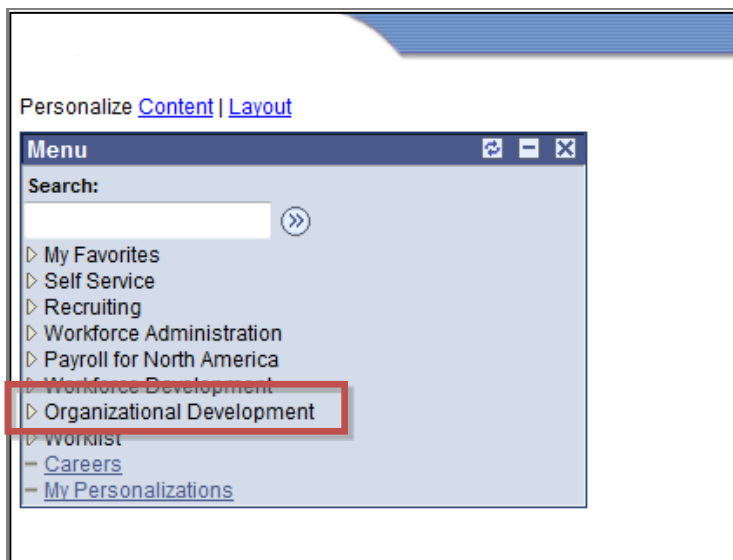 Personalize Content | Layout
Menu
Search:
My Favorites
Self Service
Recruiting
Workforce Administration
Payroll for North America
Workforce Development
Organizational Development
Worklist
Careers
My Personalizations